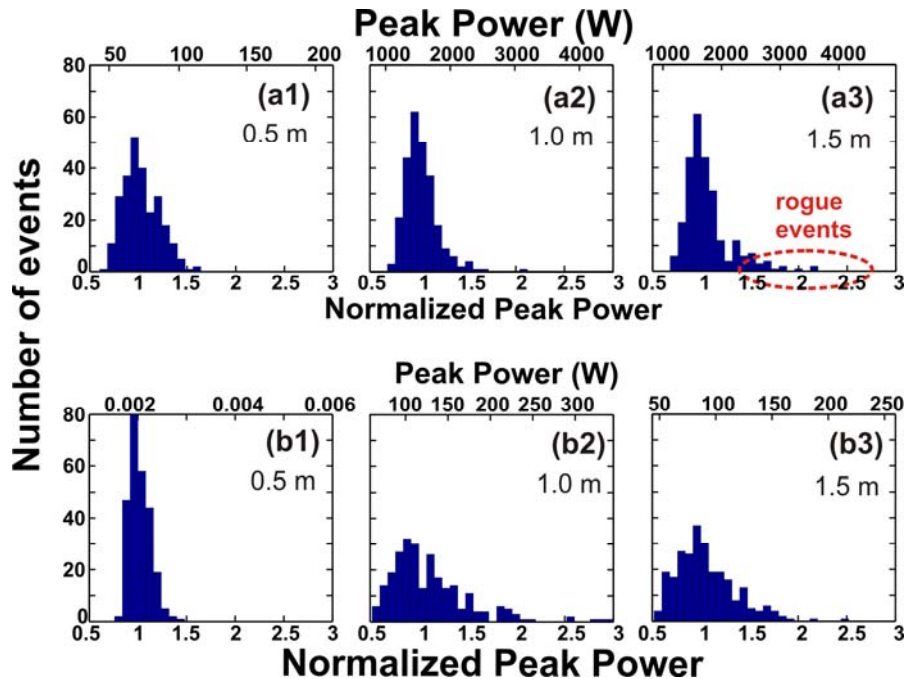 Peak Power (W)
50 100 150 200 1000 2000 3000 4000 1000 2000 3000 4000
80 (a1) (a2) (a3)
0.5 m 1.0 m 1.5 m
60
40
rogue
events
20
0
0.5 1 1.5 2 2.5 3 0.5 1 1.5 2 2.5 3 0.5 1 1.5 2 2.5 3
Normalized Peak Power
Number of events
Peak Power (W)
0.002 0.004 0.006 100 150 200 250 300 50 100 150 200 250
80 (b1) (b2) (b3)
0.5 m 1.0 m 1.5 m
60
40
20
0
0.5 1 1.5 2 2.5 3 0.5 1 1.5 2 2.5 3 0.5 1 1.5 2 2.5 3
Normalized Peak Power